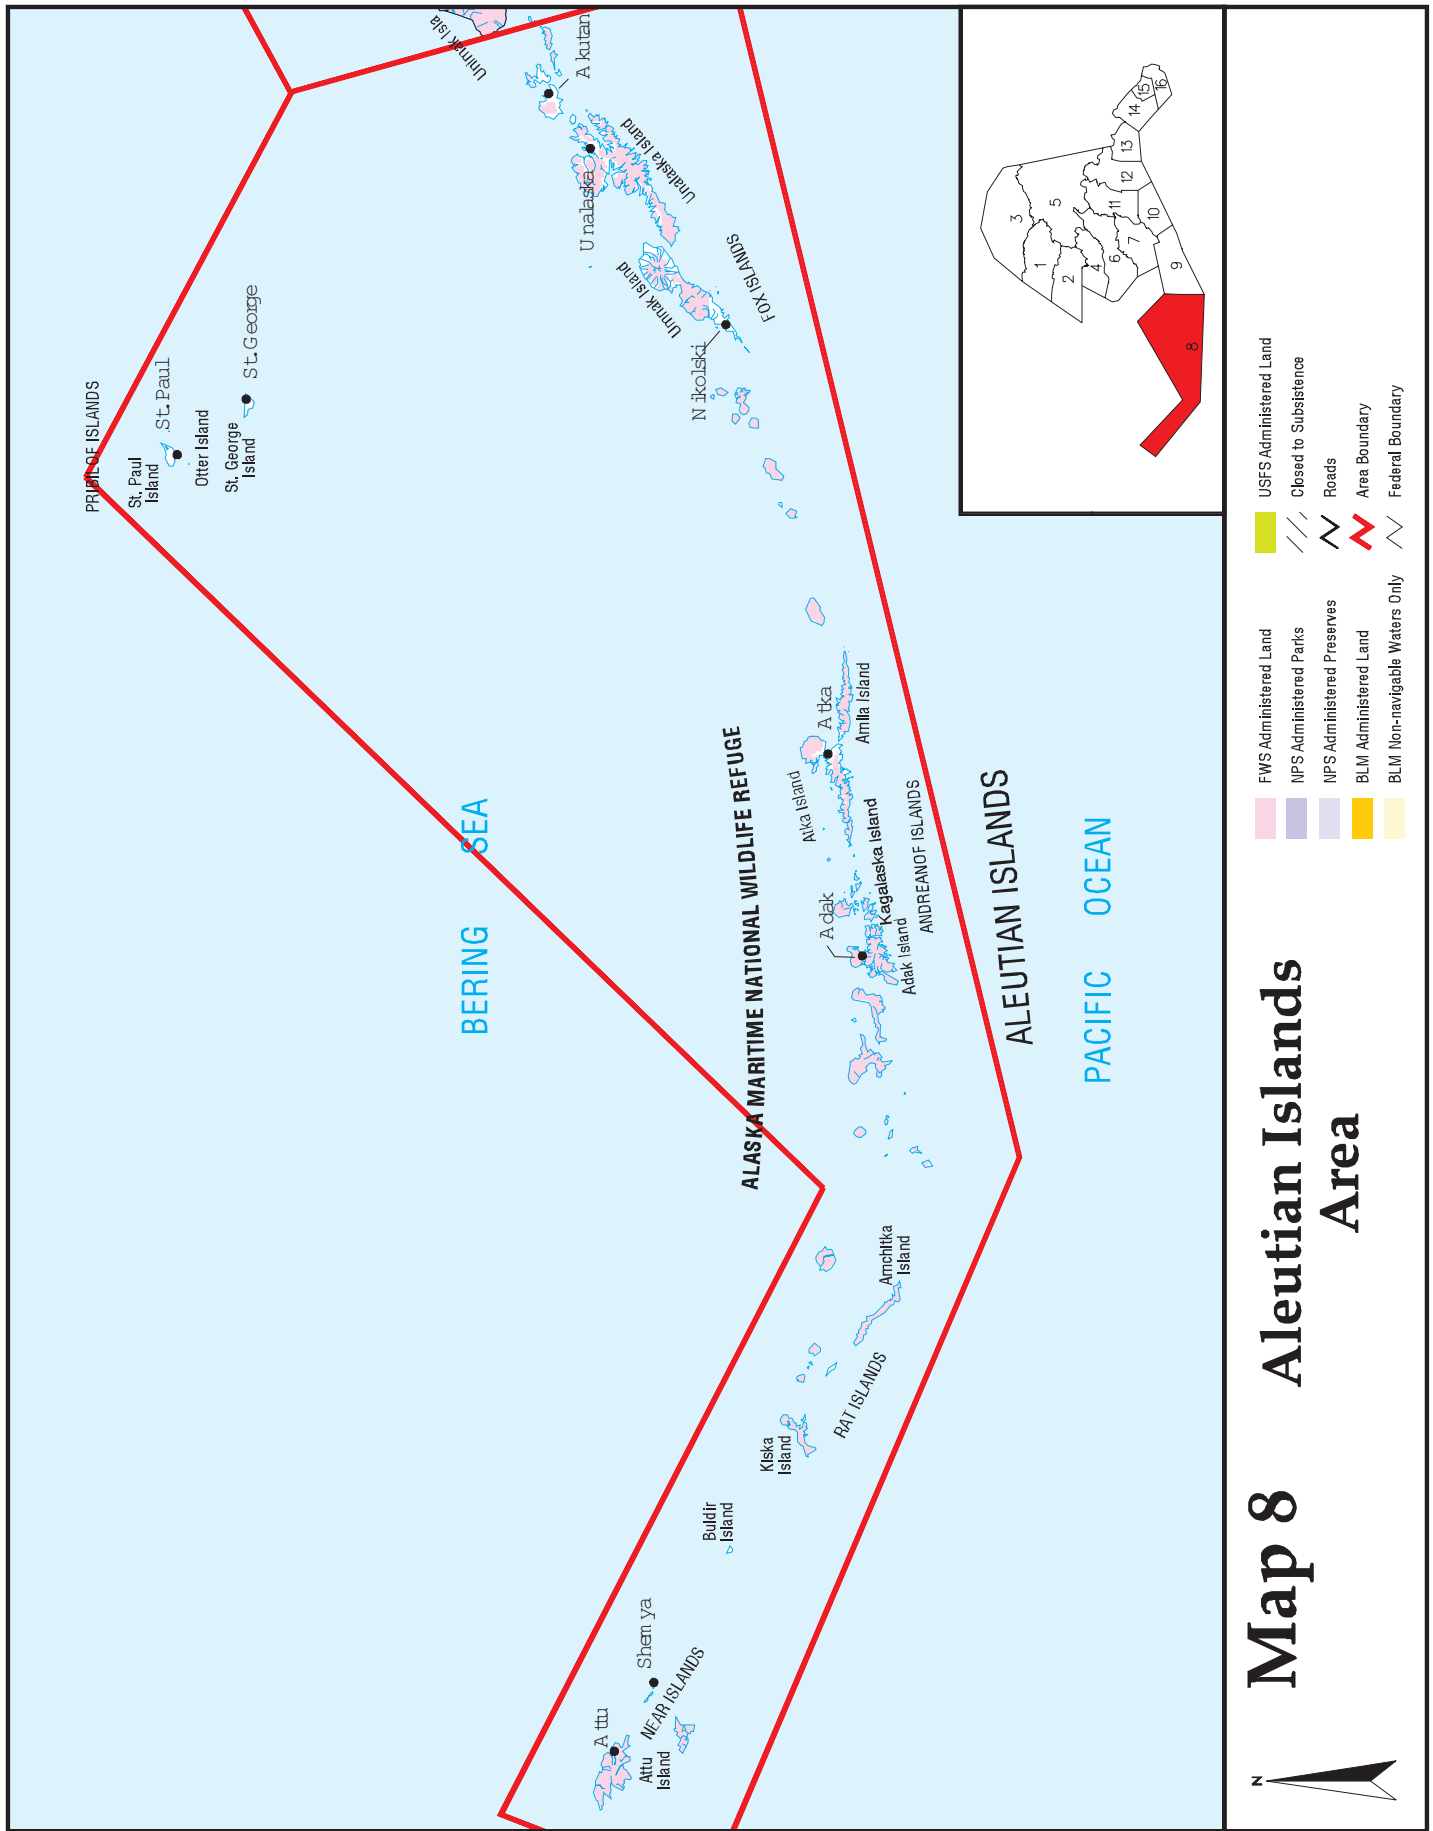 PRIBILOF ISLANDS
St. Paul
Island
St.Paul
Otter Island
St. George
Island
St.George
Unimak Isla
Akutan
Unalaska
Unalaska Island
Umnak Island
Nikolski
FOX ISLANDS
BERING SEA
ALASKA MARITIME NATIONAL WILDLIFE REFUGE
Atka
Amlia Island
Atka Island
Kagalaska Island
Adak
Adak Island
ANDREANOF ISLANDS
ALEUTIAN ISLANDS
PACIFIC OCEAN
Amchitka
Island
RAT ISLANDS
Kiska
Island
Buldir
Island
Shemya
NEAR ISLANDS
Attu
Attu
Island
3
5
1
2
4
6
7
11
12
13
14
15
16
10
9
8
N
Map 8
Aleutian Islands
Area
FWS Administered Land
NPS Administered Parks
NPS Administered Preserves
BLM Administered Land
BLM Non-navigable Waters Only
USFS Administered Land
Closed to Subsistence
Roads
Area Boundary
Federal Boundary